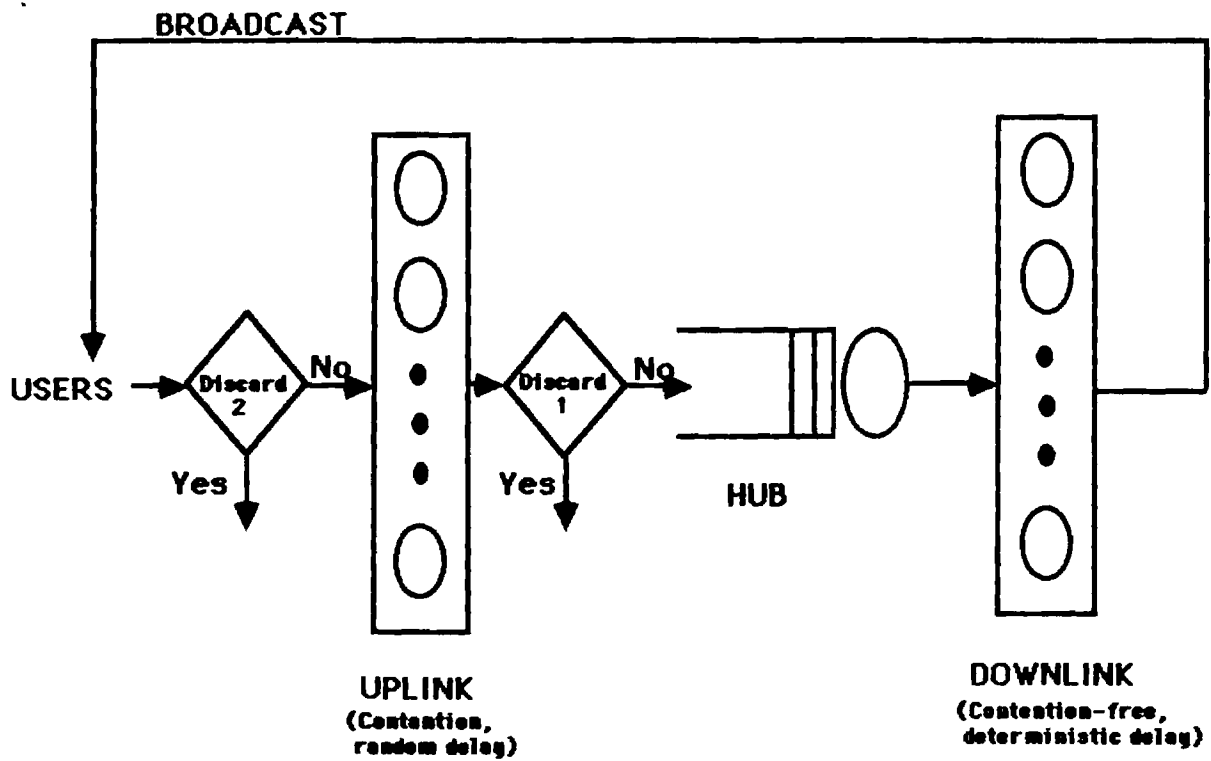 BROADCAST
USERS
Discard
2
No
Yes
Discard
1
No
Yes
HUB
UPLINK
(Contention,
random delay)
DOWNLINK
(Contention-free,
deterministic delay)